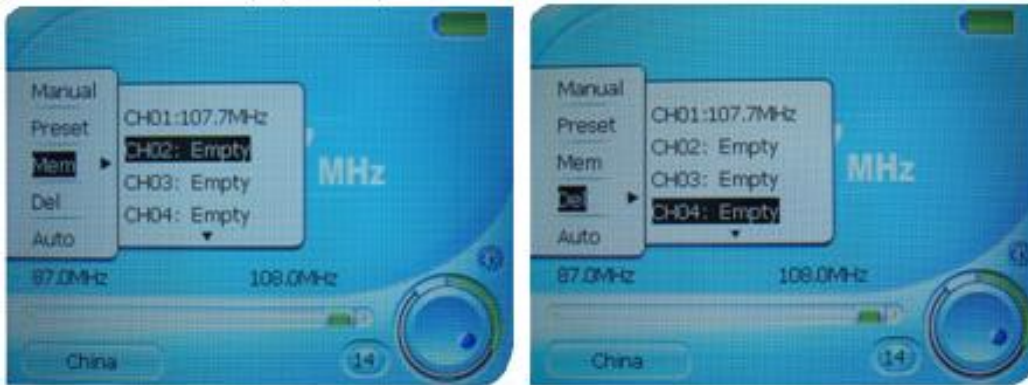 Manual
Preset
Mem
Del
Auto
CH01:107.7MHz
CH02: Empty
CH03: Empty
CH04: Empty
MHz
87.0MHz 108.0MHz
China 14
Manual
Preset
Mem
Del
Auto
CH01:107.7MHz
CH02: Empty
CH03: Empty
CH04: Empty
MHz
87.0MHz 108.0MHz
China 14